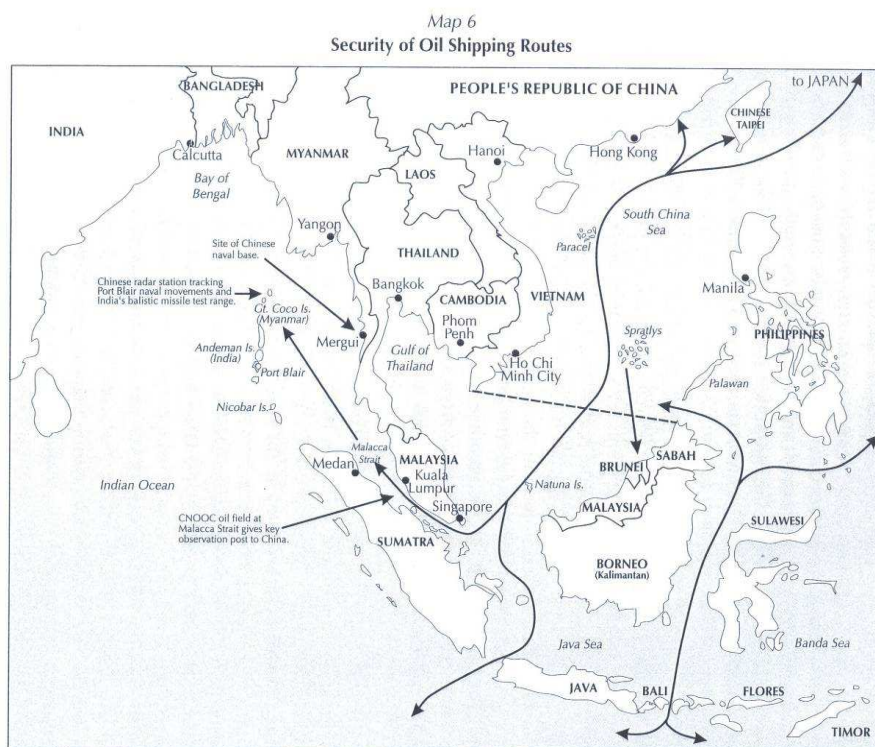 Map 6
Security of Oil Shipping Routes
to JAPAN
BANGLADESH
PEOPLE'S REPUBLIC OF CHINA
CHINESE
TAIPEI
INDIA
Calcutta
MYANMAR
Hanoi
Hong Kong
Bay of
Bengal
LAOS
South China
Sea
Yangon
Site of Chinese
naval base.
THAILAND
Paracel
Chinese radar station tracking
Port Blair naval movements and
India's balistic missile test range.
Bangkok
CAMBODIA
VIETNAM
Manila
Gt. Coco Is.
(Myanmar)
Phom
Penh
Mergui
Spratlys
PHILIPPINES
Andeman Is.
(India)
Gulf of
Thailand
Ho Chi
Minh City
Port Blair
Palawan
Nicobar Is.
Malacca
Strait
MALAYSIA
SABAH
BRUNEI
Medan
Kuala
Lumpur
Natuna Is.
Indian Ocean
MALAYSIA
Singapore
CNOOC oil field at
Malacca Strait gives key
observation post to China.
SULAWESI
SUMATRA
BORNEO
(Kalimantan)
Java Sea
Banda Sea
JAVA
BALI
FLORES
TIMOR